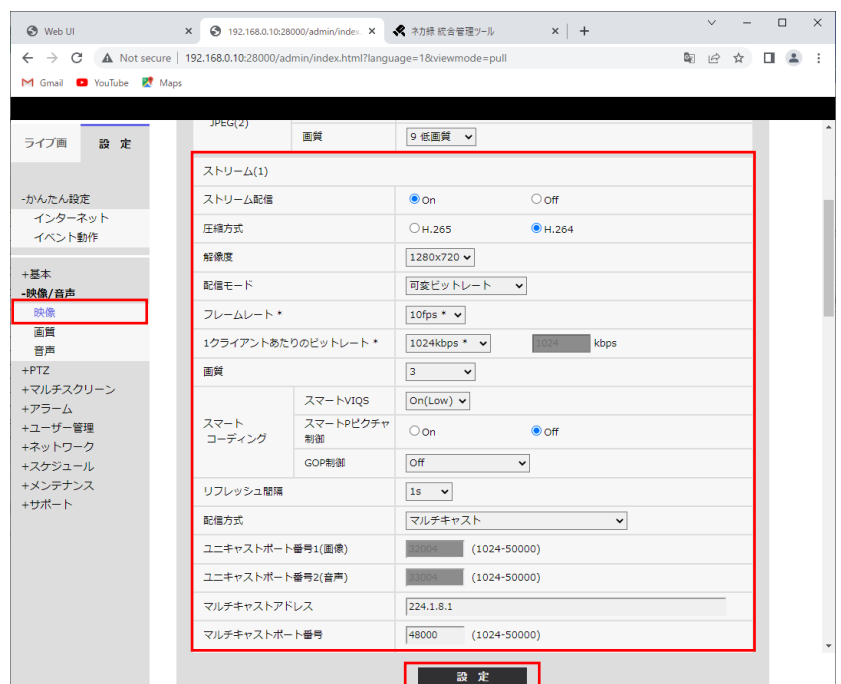 Web UI
192.168.0.10:28000/admin/index.
ネカ録 統合管理ツール
Not secure
192.168.0.10:28000/admin/index.html?language=1&viewmode=pull
Gmail YouTube Maps
ライブ画
設 定
-かんたん設定
インターネット
イベント動作
+基本
-映像/音声
映像
画質
音声
+PTZ
+マルチスクリーン
+アラーム
+ユーザー管理
+ネットワーク
+スケジュール
+メンテナンス
+サポート
JPEG(2)
画質 9 低画質
ストリーム(1)
ストリーム配信 On Off
圧縮方式 H.265 H.264
解像度 1280x720
配信モード 可変ビットレート
フレームレート * 10fps *
1クライアントあたりのビットレート * 1024kbps * 1024 kbps
画質 3
スマート
コーディング
スマートVIQS On(Low)
スマートPピクチャ
制御 On Off
GOP制御 Off
リフレッシュ間隔 1s
配信方式 マルチキャスト
ユニキャストポート番号1(画像) 32004 (1024-50000)
ユニキャストポート番号2(音声) 33004 (1024-50000)
マルチキャストアドレス 224.1.8.1
マルチキャストポート番号 48000 (1024-50000)
設 定